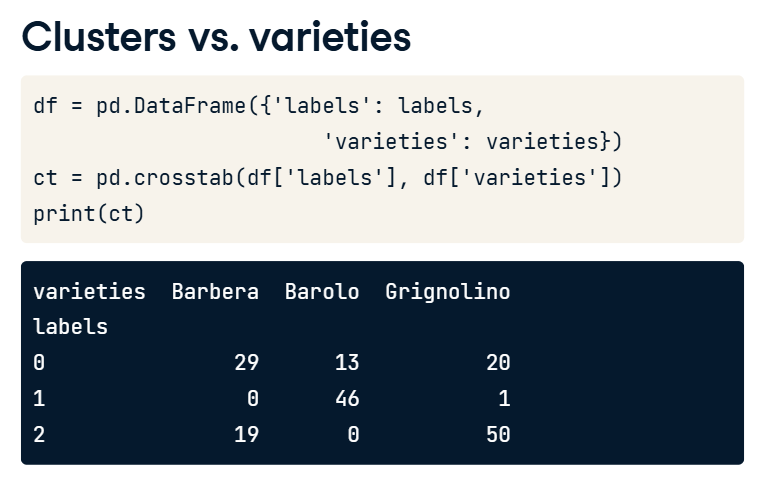 Clusters vs. varieties
df = pd.DataFrame({'labels': labels,
                       'varieties': varieties})
ct = pd.crosstab(df['labels'], df['varieties'])
print(ct)
varieties  Barbera  Barolo  Grignolino
labels
0               29      13          20
1                0      46           1
2               19       0          50